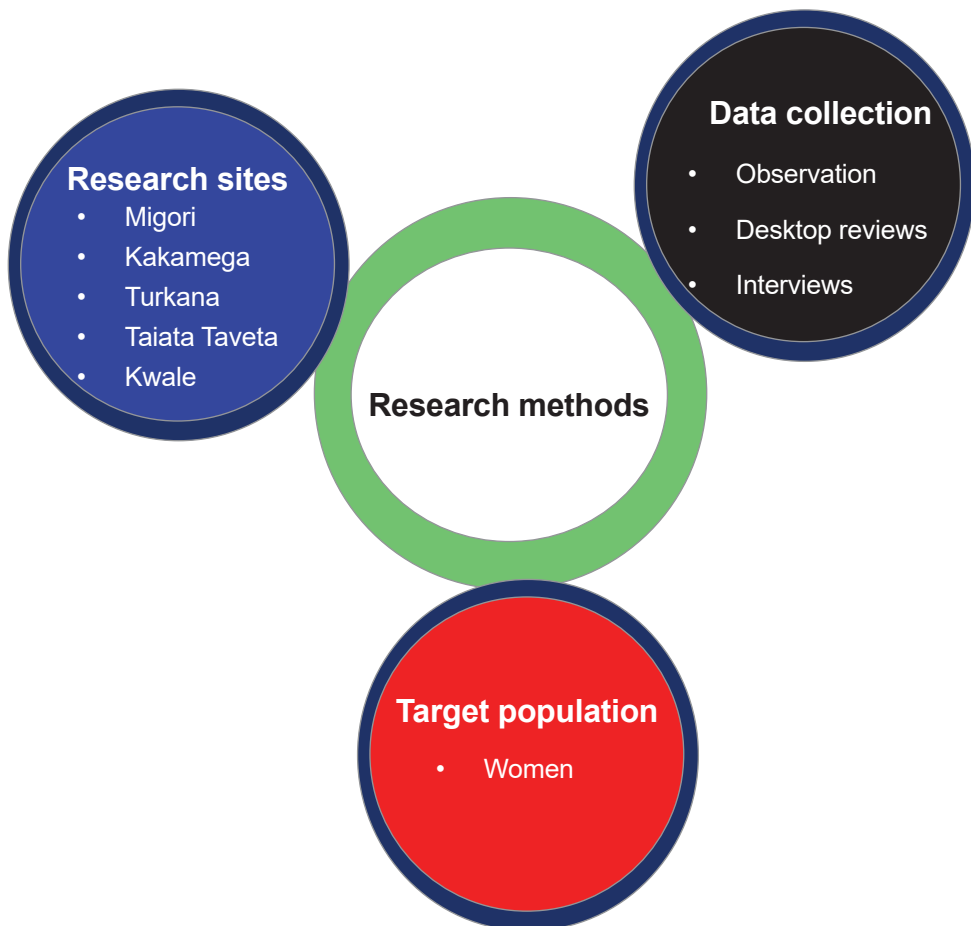 Research sites
• Migori
• Kakamega
• Turkana
• Taiata Taveta
• Kwale
Data collection
• Observation
• Desktop reviews
• Interviews
Research methods
Target population
• Women